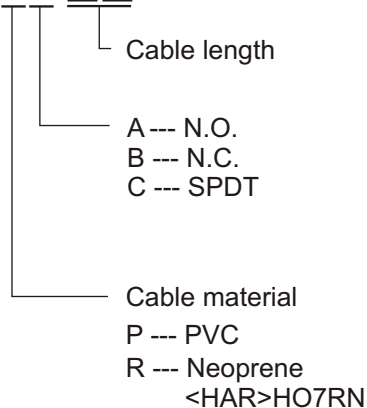 Cable length
A --- N.O.
B --- N.C.
C --- SPDT
Cable material
P --- PVC
R --- Neoprene
<HAR>HO7RN